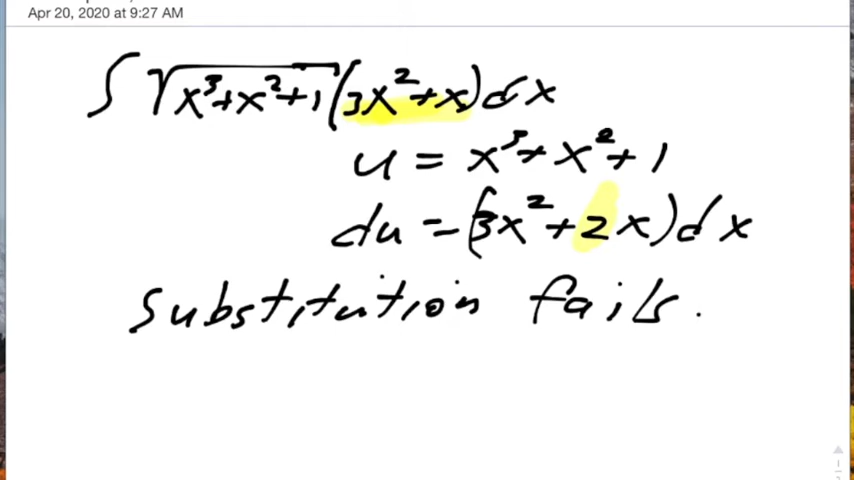 Apr 20, 2020 at 9:27 AM
∫ √(x³+x²+1) (3x²+x)dx
u = x³+x²+1
du = (3x²+2x)dx
substitution fails.